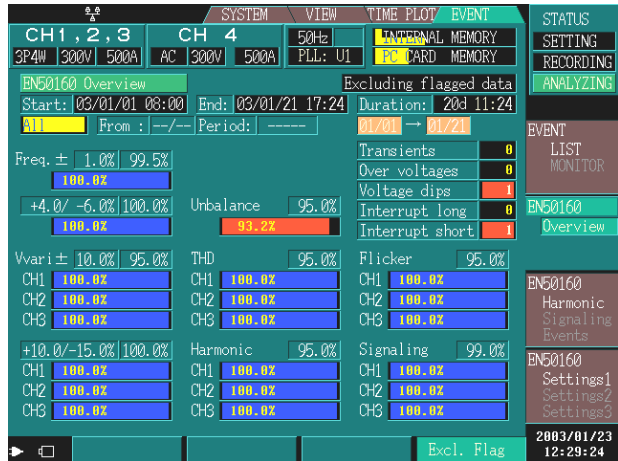 SYSTEM VIEW TIME PLOT EVENT
CH1,2,3 CH 4 50Hz INTERNAL MEMORY
3P4W 300V 500A AC 300V 500A PLL: U1 PC CARD MEMORY
EN50160 Overview Excluding flagged data
Start: 03/01/01 08:00 End: 03/01/21 17:24 Duration: 20d 11:24
All From : --/-- Period: ----- 01/01 → 01/21
Transients 0
Over voltages 0
Voltage dips 1
Interrupt long 0
Interrupt short 1
Freq.± 1.0% 99.5%
100.0%
+4.0/ -6.0% 100.0%
100.0%
Unbalance 95.0%
93.2%
Vvari± 10.0% 95.0%
CH1 100.0%
CH2 100.0%
CH3 100.0%
THD 95.0%
CH1 100.0%
CH2 100.0%
CH3 100.0%
Flicker 95.0%
CH1 100.0%
CH2 100.0%
CH3 100.0%
+10.0/-15.0% 100.0%
CH1 100.0%
CH2 100.0%
CH3 100.0%
Harmonic 95.0%
CH1 100.0%
CH2 100.0%
CH3 100.0%
Signaling 99.0%
CH1 100.0%
CH2 100.0%
CH3 100.0%
Excl. Flag
STATUS
SETTING
RECORDING
ANALYZING
EVENT
LIST
MONITOR
EN50160
Overview
EN50160
Harmonic
Signaling
Events
EN50160
Settings1
Settings2
Settings3
2003/01/23
12:29:24